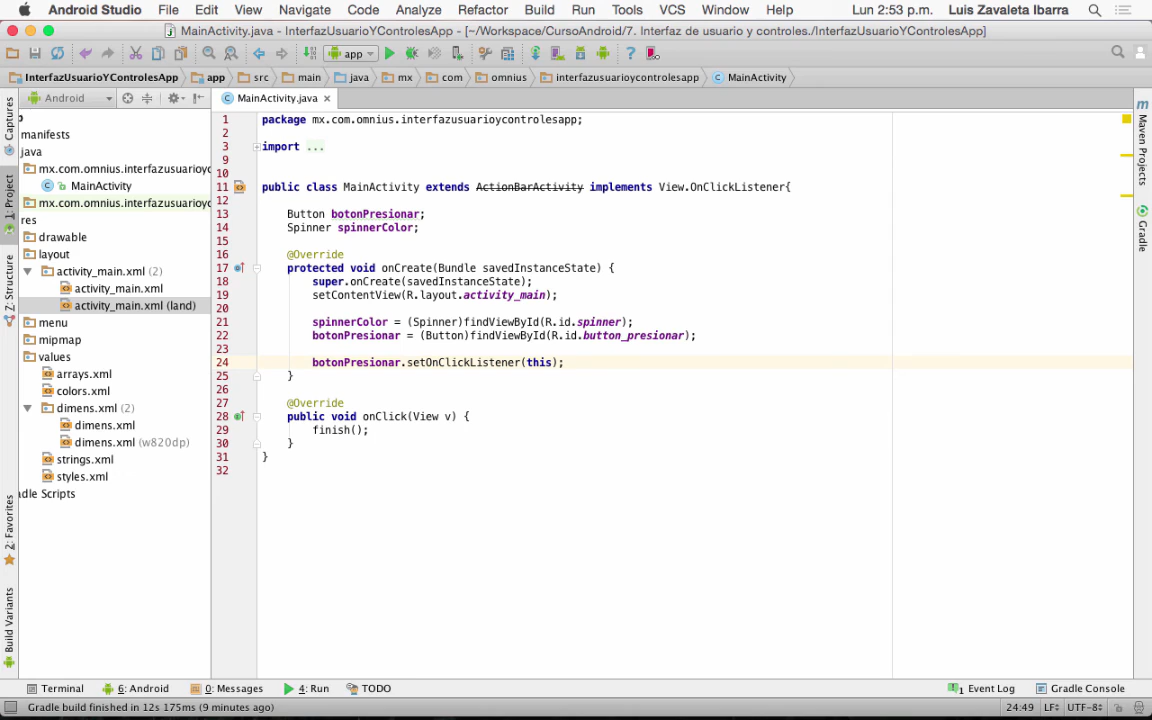 Android Studio File Edit View Navigate Code Analyze Refactor Build Run Tools VCS Window Help Lun 2:53 p.m. Luis Zavaleta Ibarra
MainActivity.java - InterfazUsuarioYControlesApp - [~/Workspace/CursoAndroid/7. Interfaz de usuario y controles./InterfazUsuarioYControlesApp]
app
InterfazUsuarioYControlesApp app src main java mx com omnius interfazusuarioycontrolesapp MainActivity
Android
MainActivity.java
manifests
java
mx.com.omnius.interfazusuarioyc
MainActivity
mx.com.omnius.interfazusuarioyc
res
drawable
layout
activity_main.xml (2)
activity_main.xml
activity_main.xml (land)
menu
mipmap
values
arrays.xml
colors.xml
dimens.xml (2)
dimens.xml
dimens.xml (w820dp)
strings.xml
styles.xml
dle Scripts
Captures
1: Project
Z: Structure
2: Favorites
Build Variants
1 package mx.com.omnius.interfazusuarioycontrolesapp;
2
3 import ...
9
10
11 public class MainActivity extends ActionBarActivity implements View.OnClickListener{
12
13 Button botonPresionar;
14 Spinner spinnerColor;
15
16 @Override
17 protected void onCreate(Bundle savedInstanceState) {
18 super.onCreate(savedInstanceState);
19 setContentView(R.layout.activity_main);
20
21 spinnerColor = (Spinner)findViewById(R.id.spinner);
22 botonPresionar = (Button)findViewById(R.id.button_presionar);
23
24 botonPresionar.setOnClickListener(this);
25 }
26
27 @Override
28 public void onClick(View v) {
29 finish();
30 }
31 }
32
Maven Projects
Gradle
Terminal 6: Android 0: Messages 4: Run TODO 1 Event Log Gradle Console
Gradle build finished in 12s 175ms (9 minutes ago) 24:49 LF UTF-8